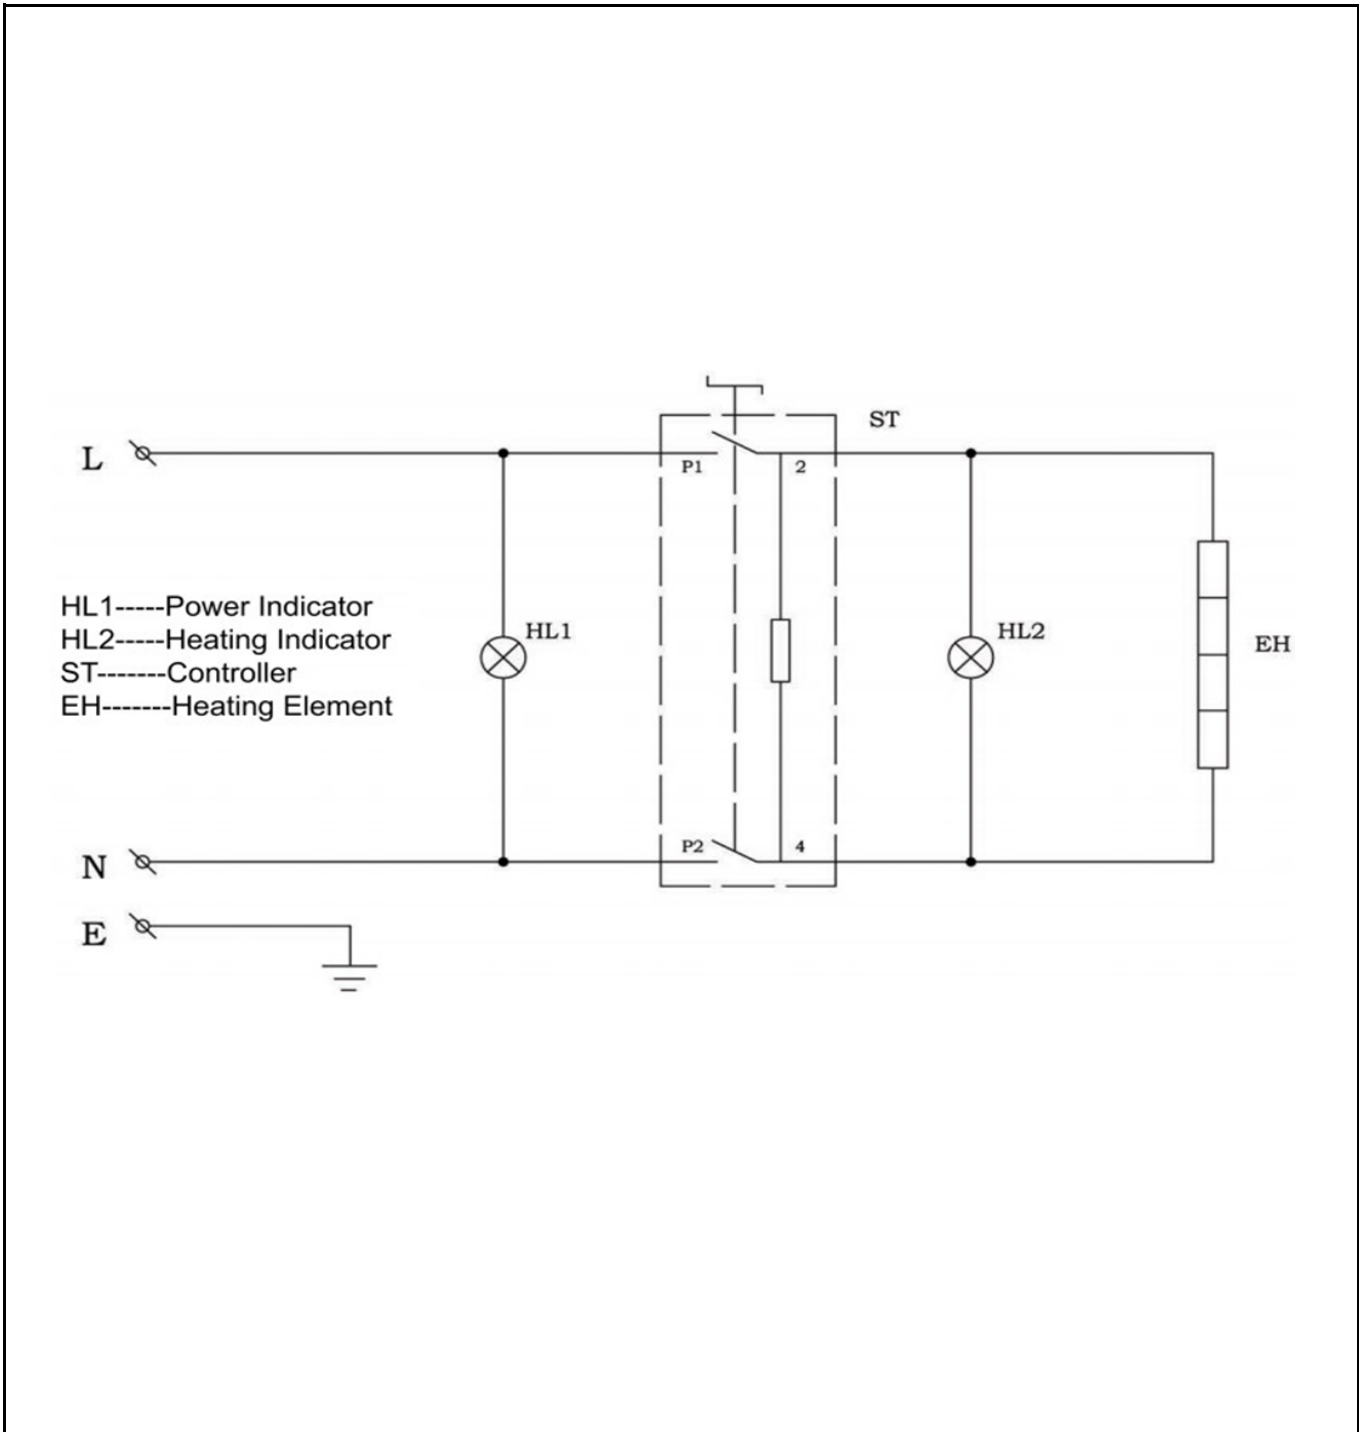 ST
L
P1
2
HL1-----Power Indicator
HL2-----Heating Indicator
ST-------Controller
EH-------Heating Element
HL1
HL2
EH
P2
4
N
E